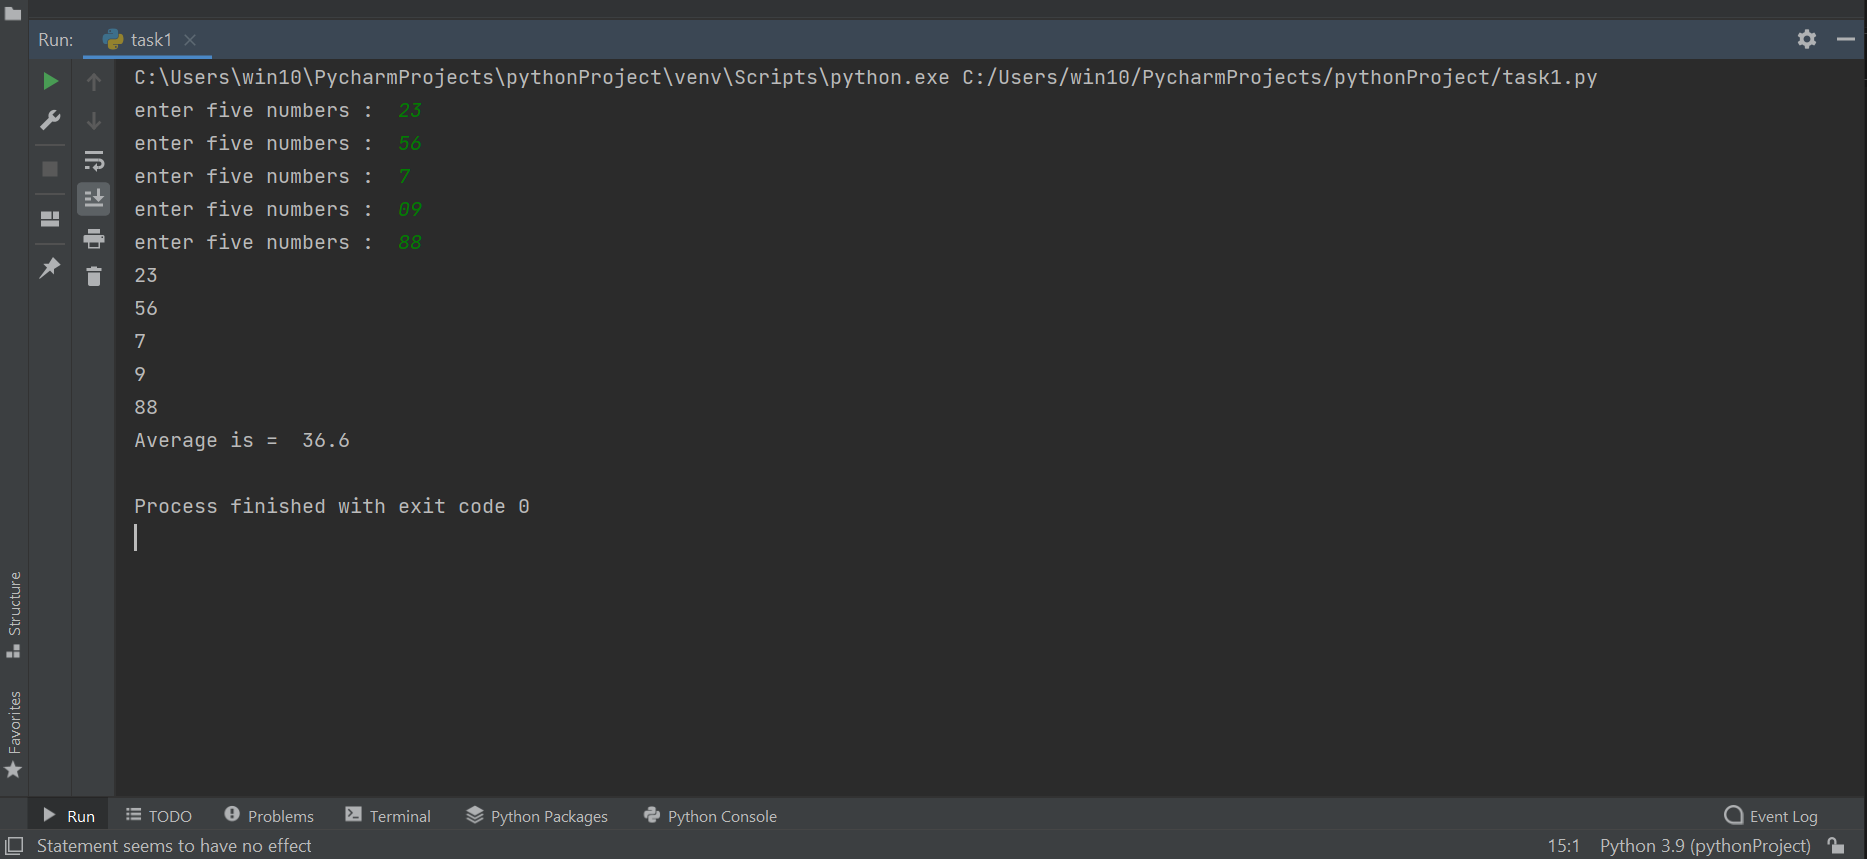 Run: task1
C:\Users\win10\PycharmProjects\pythonProject\venv\Scripts\python.exe C:/Users/win10/PycharmProjects/pythonProject/task1.py
enter five numbers :  23
enter five numbers :  56
enter five numbers :  7
enter five numbers :  09
enter five numbers :  88
23
56
7
9
88
Average is =  36.6
Process finished with exit code 0
Structure
Favorites
Run TODO Problems Terminal Python Packages Python Console Event Log
Statement seems to have no effect 15:1 Python 3.9 (pythonProject)